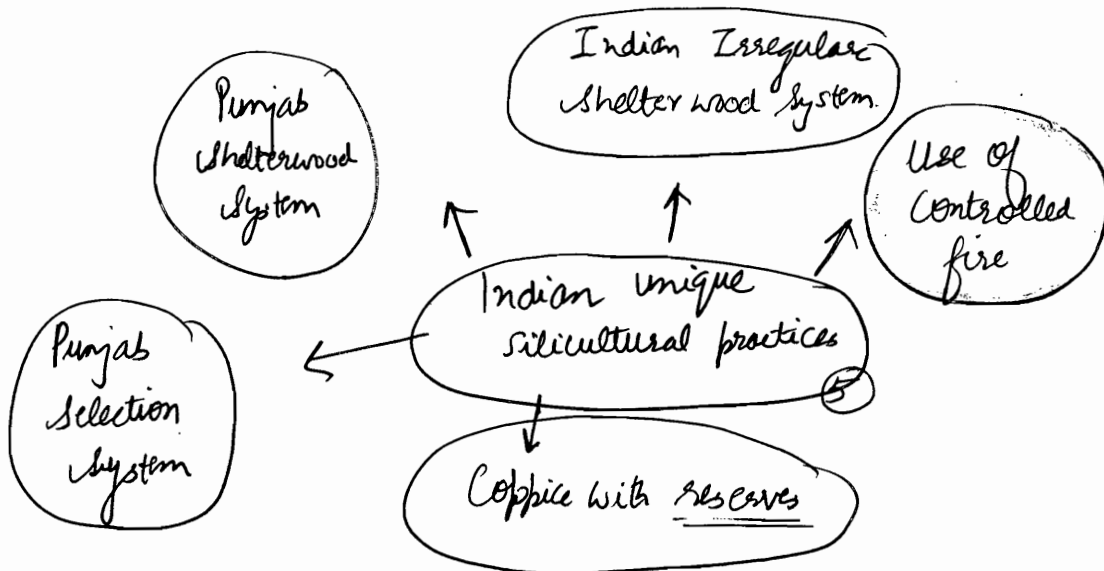 Indian Irregular
Shelterwood System.
Punjab
Shelterwood
System
Use of
Controlled
fire
Indian unique
Silicultural practices
5
Punjab
Selection
System
Coppice with reserves